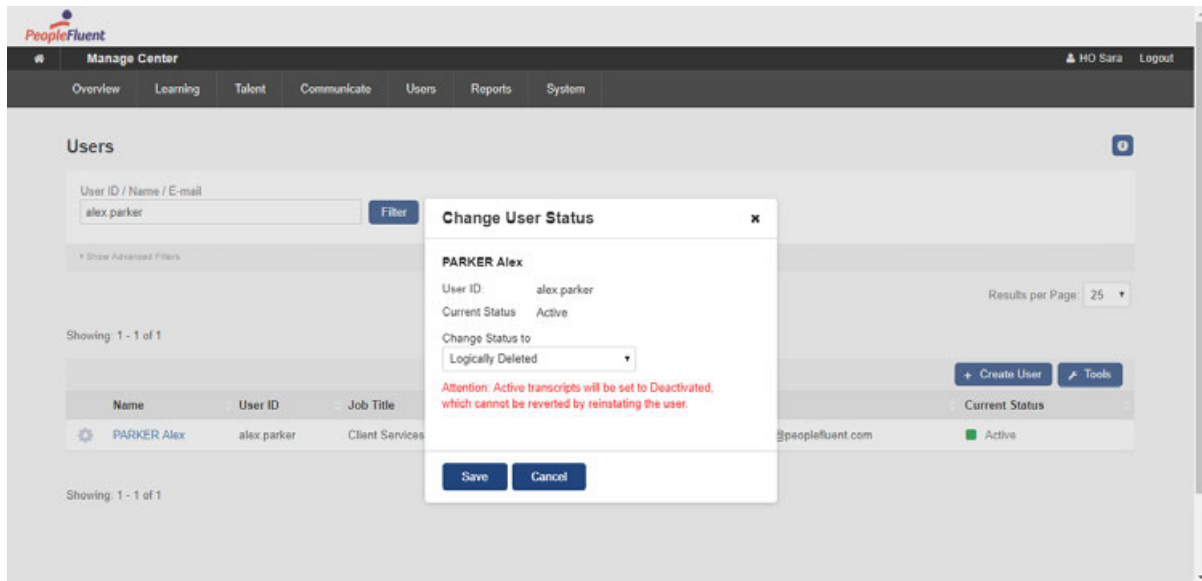 PeopleFluent
Manage Center
HO Sara Logout
Overview Learning Talent Communicate Users Reports System
Users
User ID / Name / E-mail
alex.parker
Filter
Show Advanced Filters
Change User Status
PARKER Alex
User ID: alex.parker
Current Status Active
Change Status to
Logically Deleted
Attention: Active transcripts will be set to Deactivated,
which cannot be reverted by reinstating the user.
Save Cancel
Results per Page: 25
Showing: 1 - 1 of 1
+ Create User Tools
Name User ID Job Title Current Status
PARKER Alex alex.parker Client Services @peoplefluent.com Active
Showing: 1 - 1 of 1